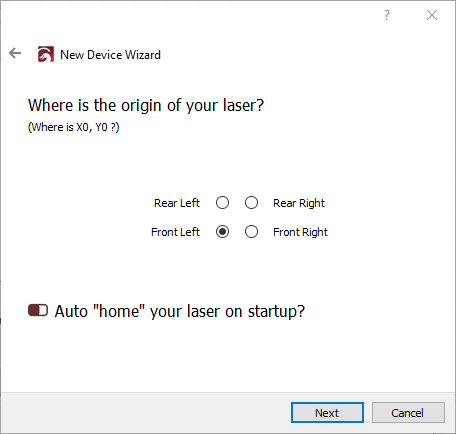 ?
New Device Wizard
Where is the origin of your laser?
(Where is X0, Y0 ?)
Rear Left Rear Right
Front Left Front Right
Auto "home" your laser on startup?
Next Cancel